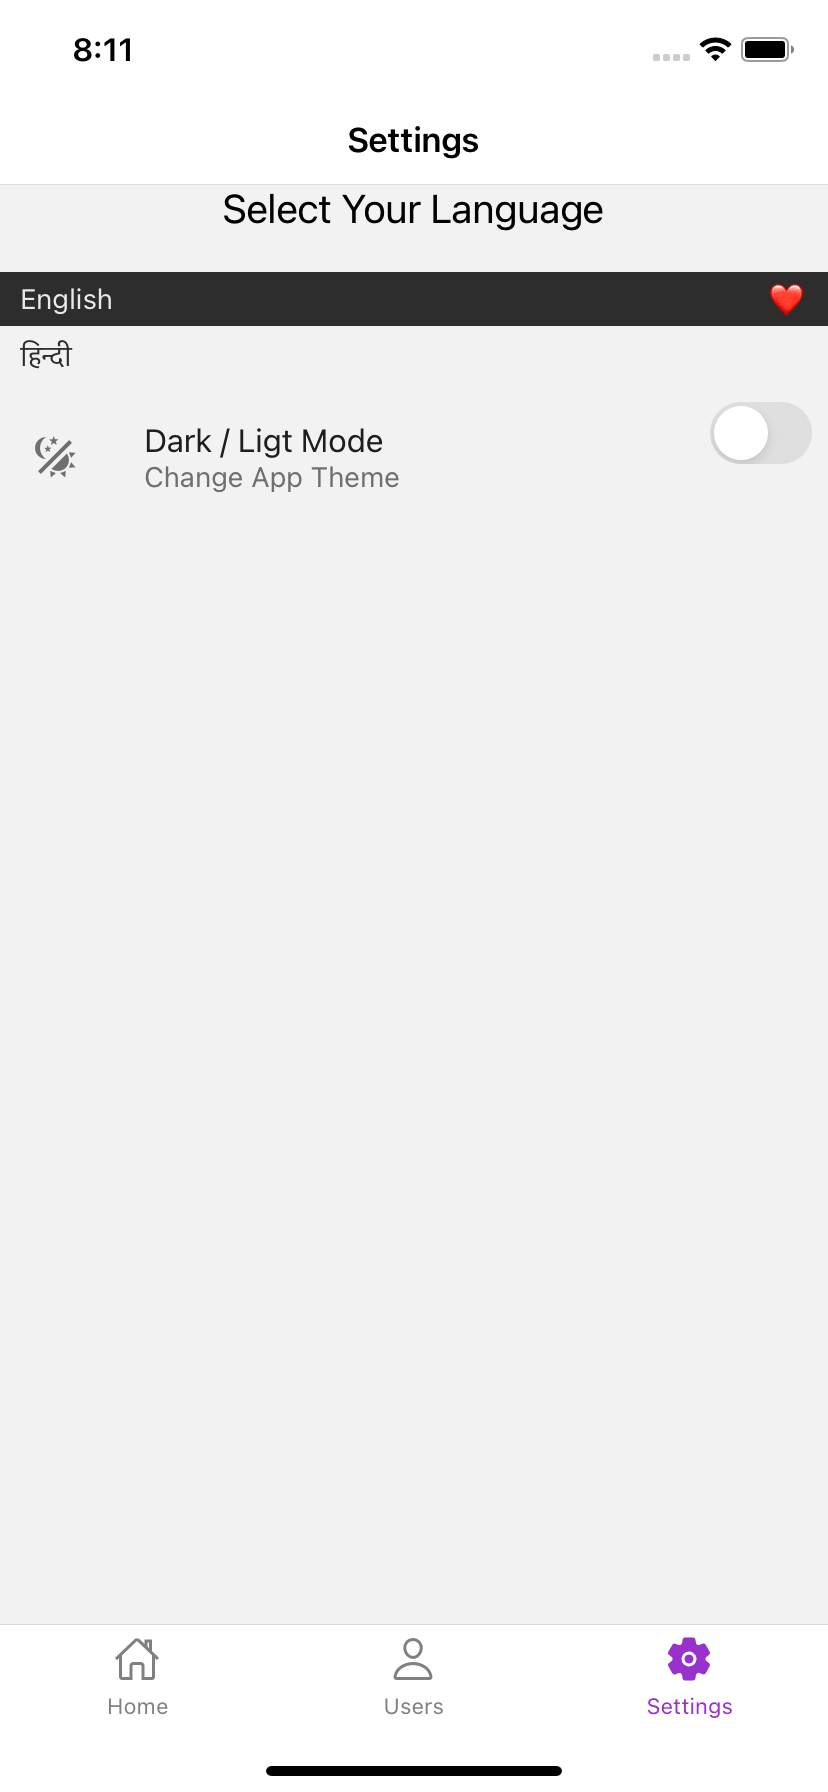 8:11
Settings
Select Your Language
English
हिन्दी
Dark / Ligt Mode
Change App Theme
Home
Users
Settings